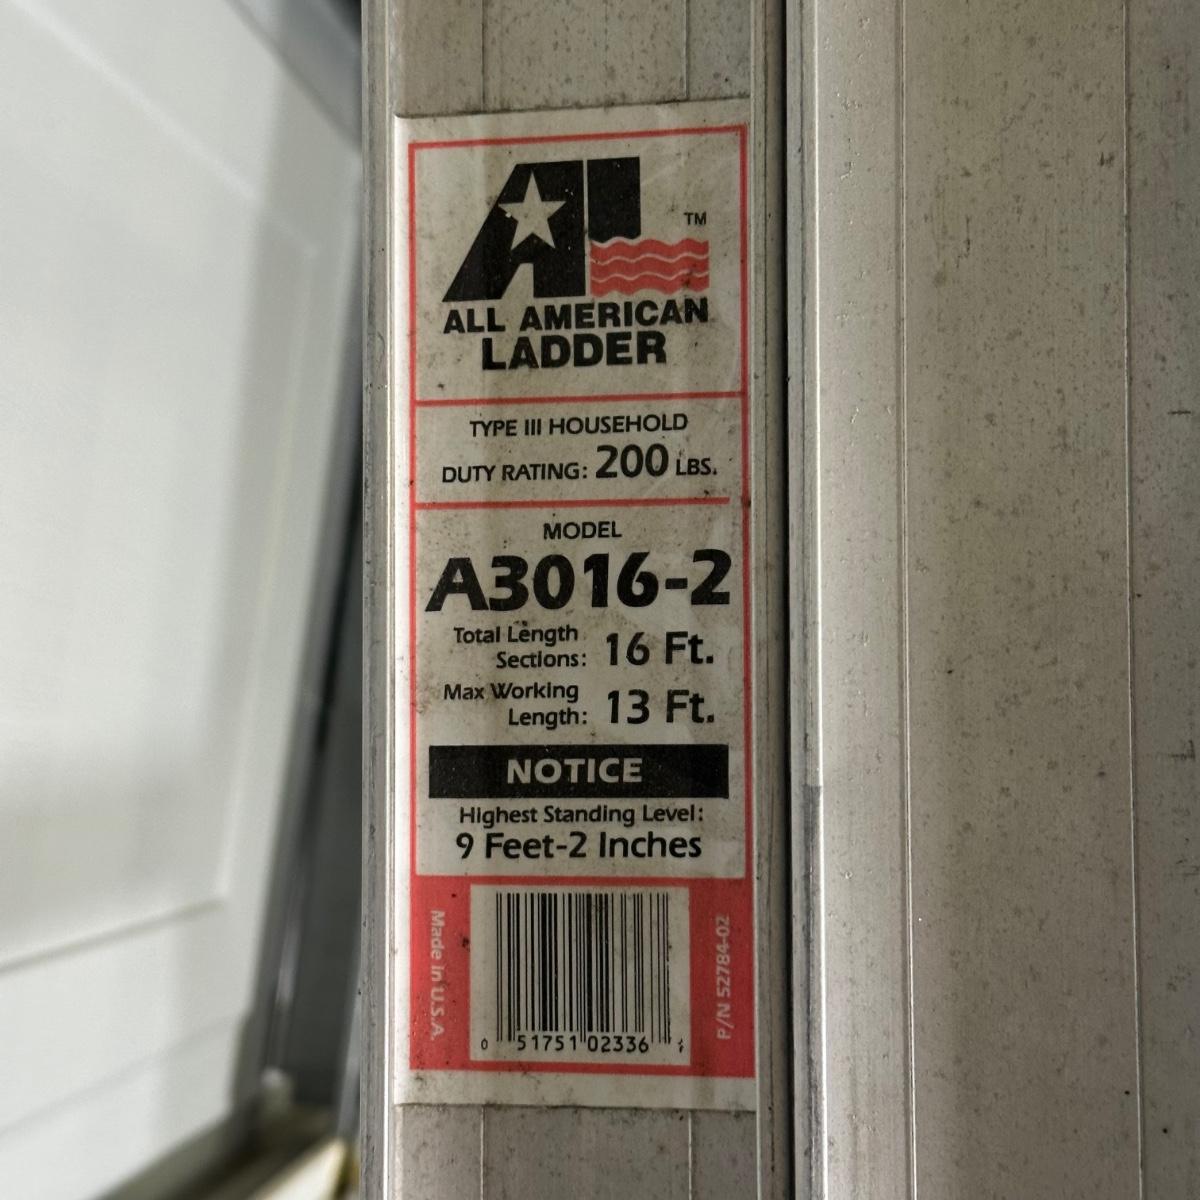 AL
TM
ALL AMERICAN
LADDER
TYPE III HOUSEHOLD
DUTY RATING: 200 LBS.
MODEL
A3016-2
Total Length
Sections: 16 Ft.
Max Working
Length: 13 Ft.
NOTICE
Highest Standing Level:
9 Feet-2 Inches
Made in U.S.A.
P/N 52784-02
0 51751 02336